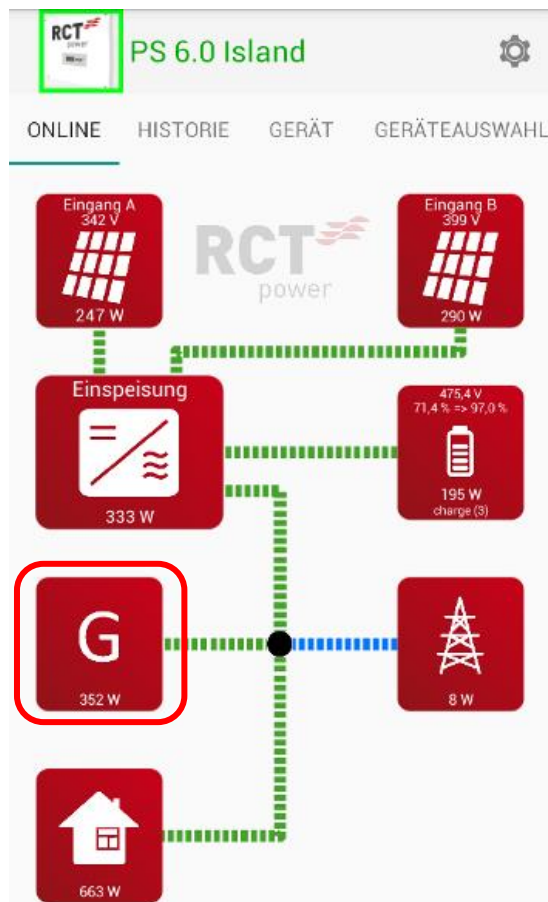 RCT
power
PS 6.0 Island
ONLINE HISTORIE GERÄT GERÄTEAUSWAHL
Eingang A
342 V
247 W
RCT
power
Eingang B
399 V
290 W
Einspeisung
333 W
475,4 V
71,4 % => 97,0 %
195 W
charge (3)
G
352 W
8 W
663 W